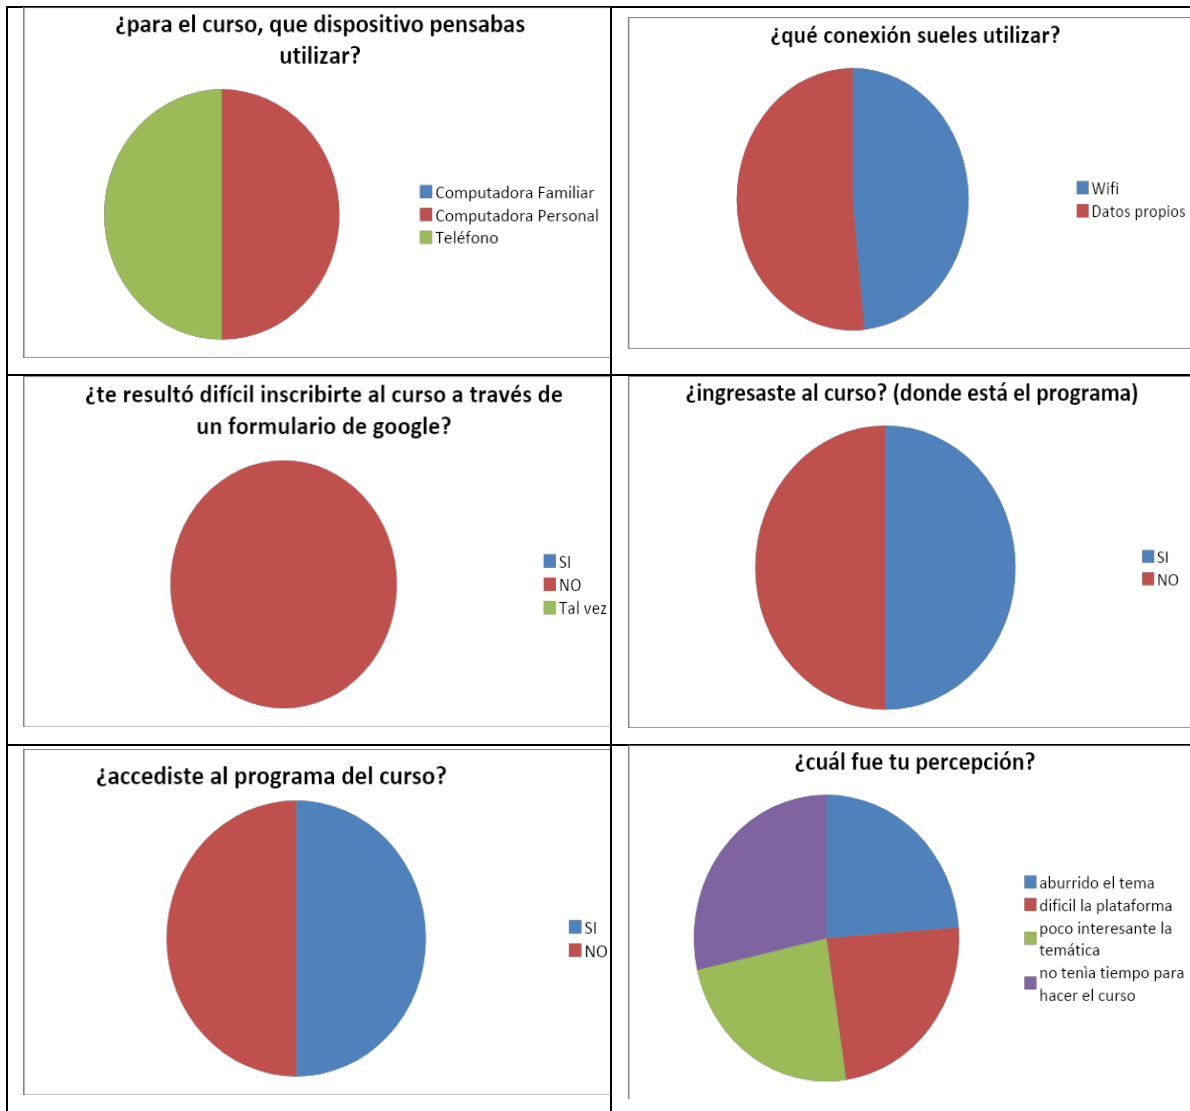 ¿para el curso, que dispositivo pensabas
utilizar?
Computadora Familiar
Computadora Personal
Teléfono
¿qué conexión sueles utilizar?
Wifi
Datos propios
¿te resultó difícil inscribirte al curso a través de
un formulario de google?
SI
NO
Tal vez
¿ingresaste al curso? (donde está el programa)
SI
NO
¿accediste al programa del curso?
SI
NO
¿cuál fue tu percepción?
aburrido el tema
dificil la plataforma
poco interesante la
temática
no tenìa tiempo para
hacer el curso